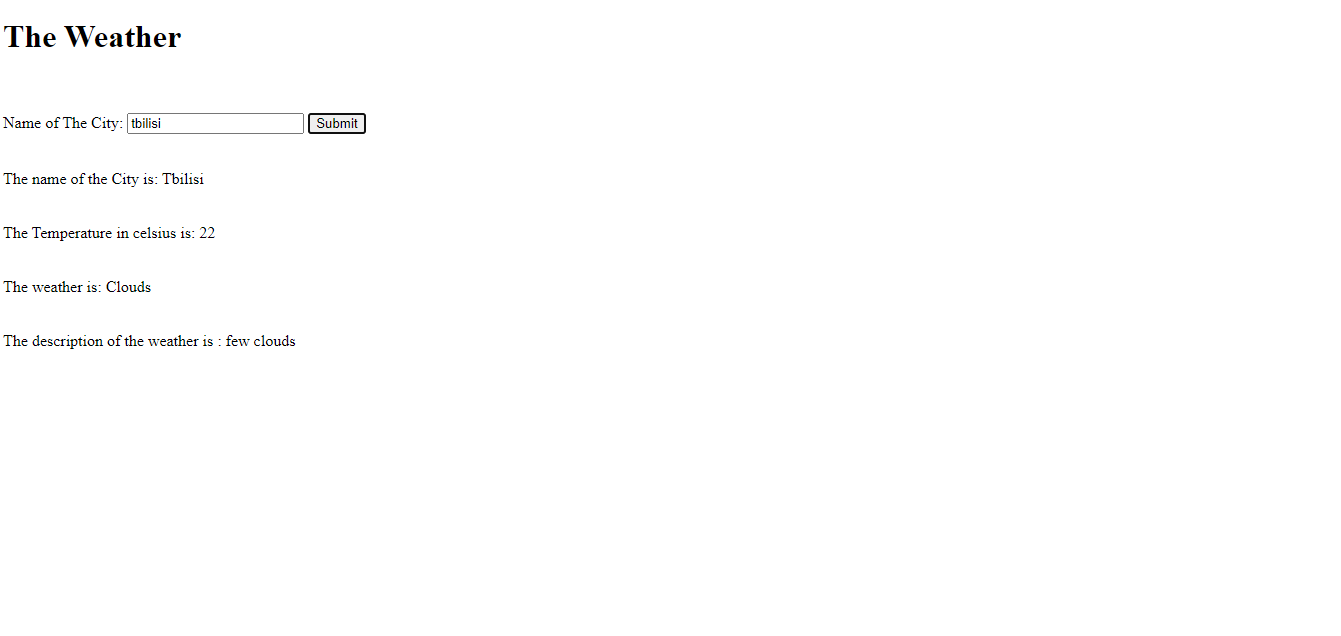 The Weather
Name of The City: tbilisi Submit
The name of the City is: Tbilisi
The Temperature in celsius is: 22
The weather is: Clouds
The description of the weather is : few clouds